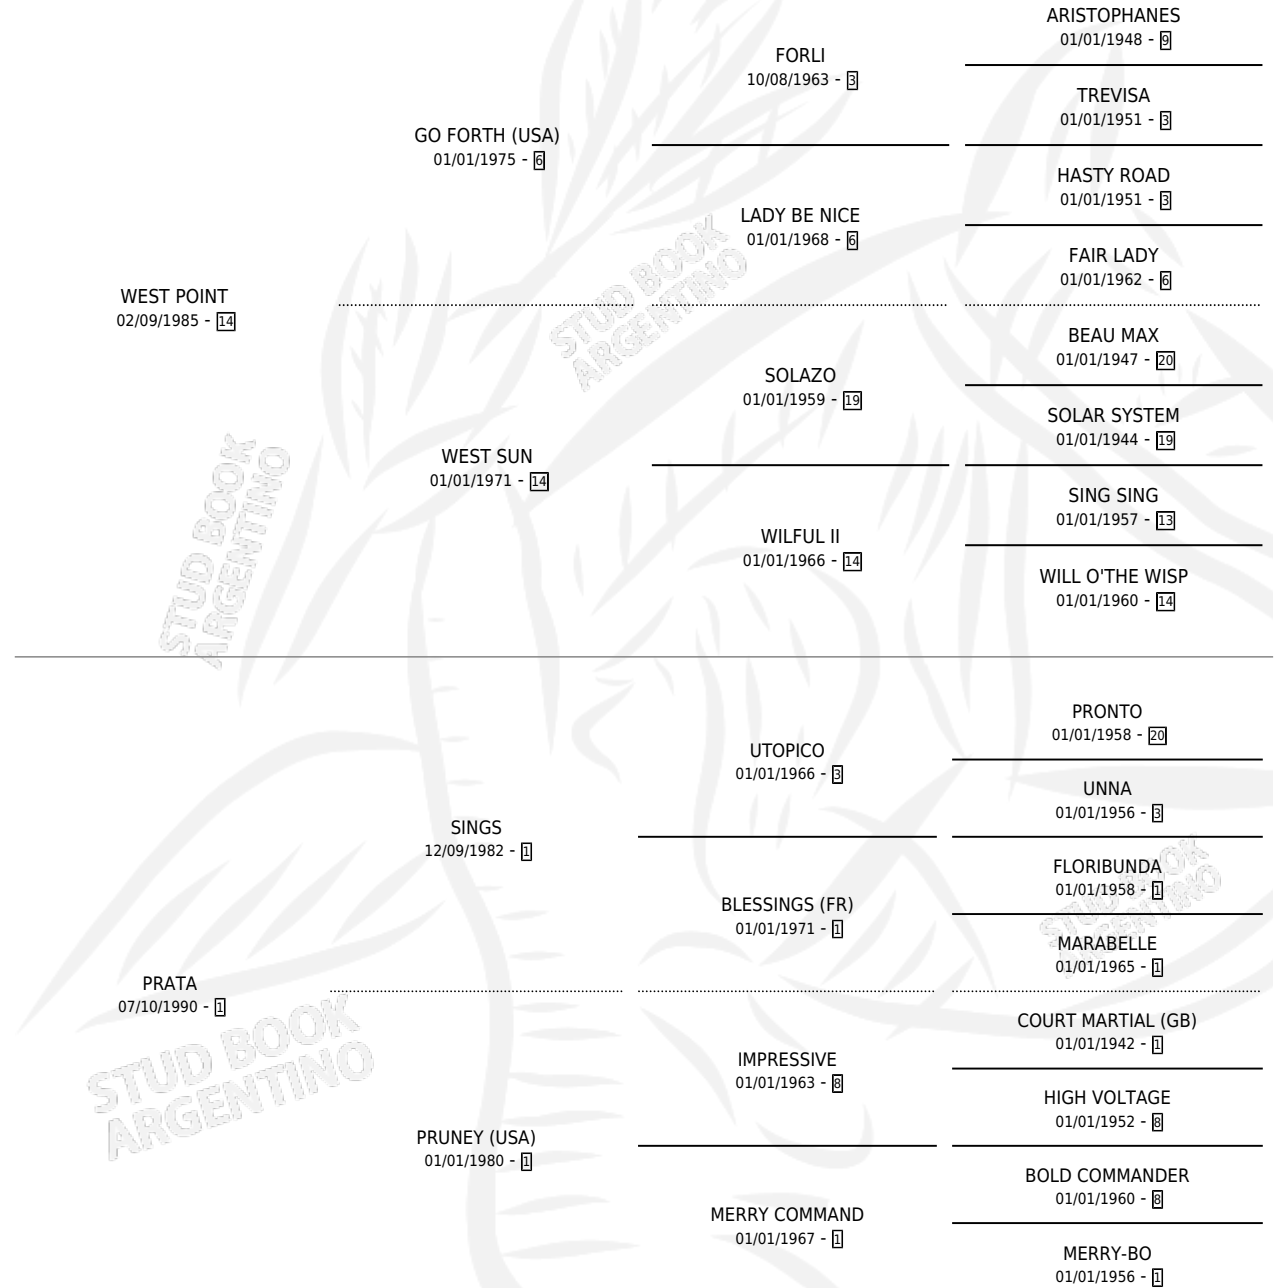 ARISTOPHANES
01/01/1948 - 9
FORLI
10/08/1963 - 3
TREVISA
01/01/1951 - 3
GO FORTH (USA)
01/01/1975 - 6
HASTY ROAD
01/01/1951 - 3
LADY BE NICE
01/01/1968 - 6
FAIR LADY
01/01/1962 - 6
WEST POINT
02/09/1985 - 14
BEAU MAX
01/01/1947 - 20
SOLAZO
01/01/1959 - 19
SOLAR SYSTEM
01/01/1944 - 19
WEST SUN
01/01/1971 - 14
SING SING
01/01/1957 - 13
WILFUL II
01/01/1966 - 14
WILL O'THE WISP
01/01/1960 - 14
PRONTO
01/01/1958 - 20
UTOPICO
01/01/1966 - 3
UNNA
01/01/1956 - 3
SINGS
12/09/1982 - 1
FLORIBUNDA
01/01/1958 - 1
BLESSINGS (FR)
01/01/1971 - 1
MARABELLE
01/01/1965 - 1
PRATA
07/10/1990 - 1
COURT MARTIAL (GB)
01/01/1942 - 1
IMPRESSIVE
01/01/1963 - 8
HIGH VOLTAGE
01/01/1952 - 8
PRUNEY (USA)
01/01/1980 - 1
BOLD COMMANDER
01/01/1960 - 8
MERRY COMMAND
01/01/1967 - 1
MERRY-BO
01/01/1956 - 1
STUD BOOK
ARGENTINO
STUD BOOK
ARGENTINO
STUD BOOK
ARGENTINO
STUD BOOK
ARGENTINO